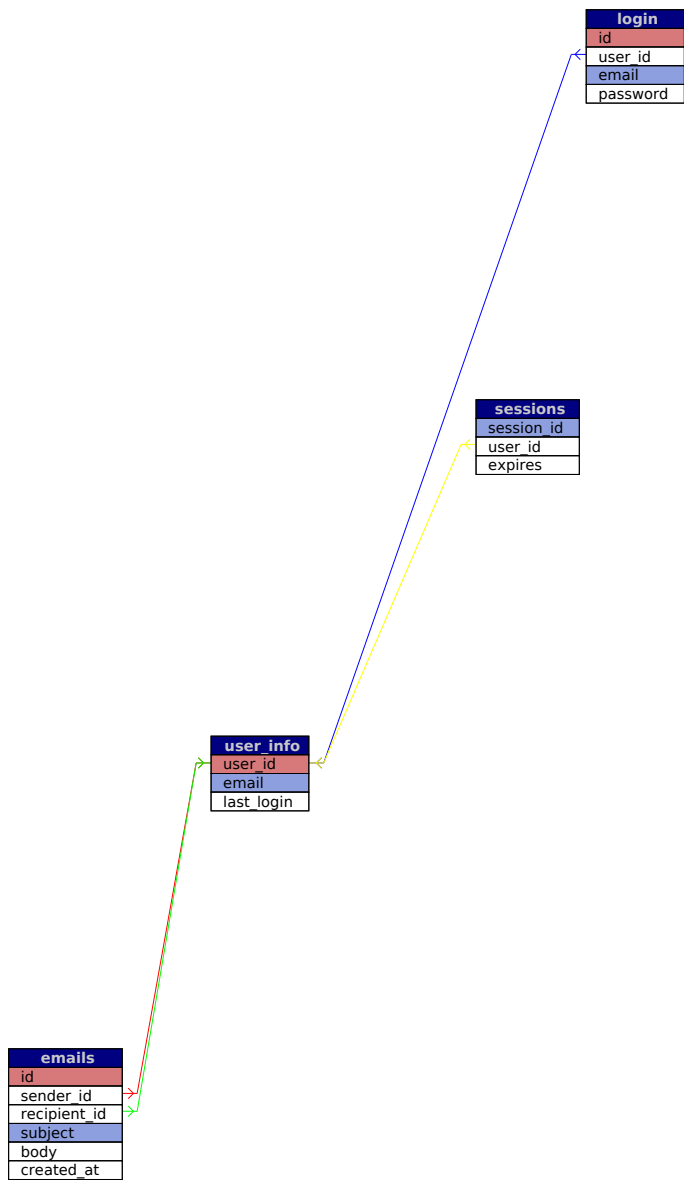 login
id
user_id
email
password
sessions
session_id
user_id
expires
user_info
user_id
email
last_login
emails
id
sender_id
recipient_id
subject
body
created_at